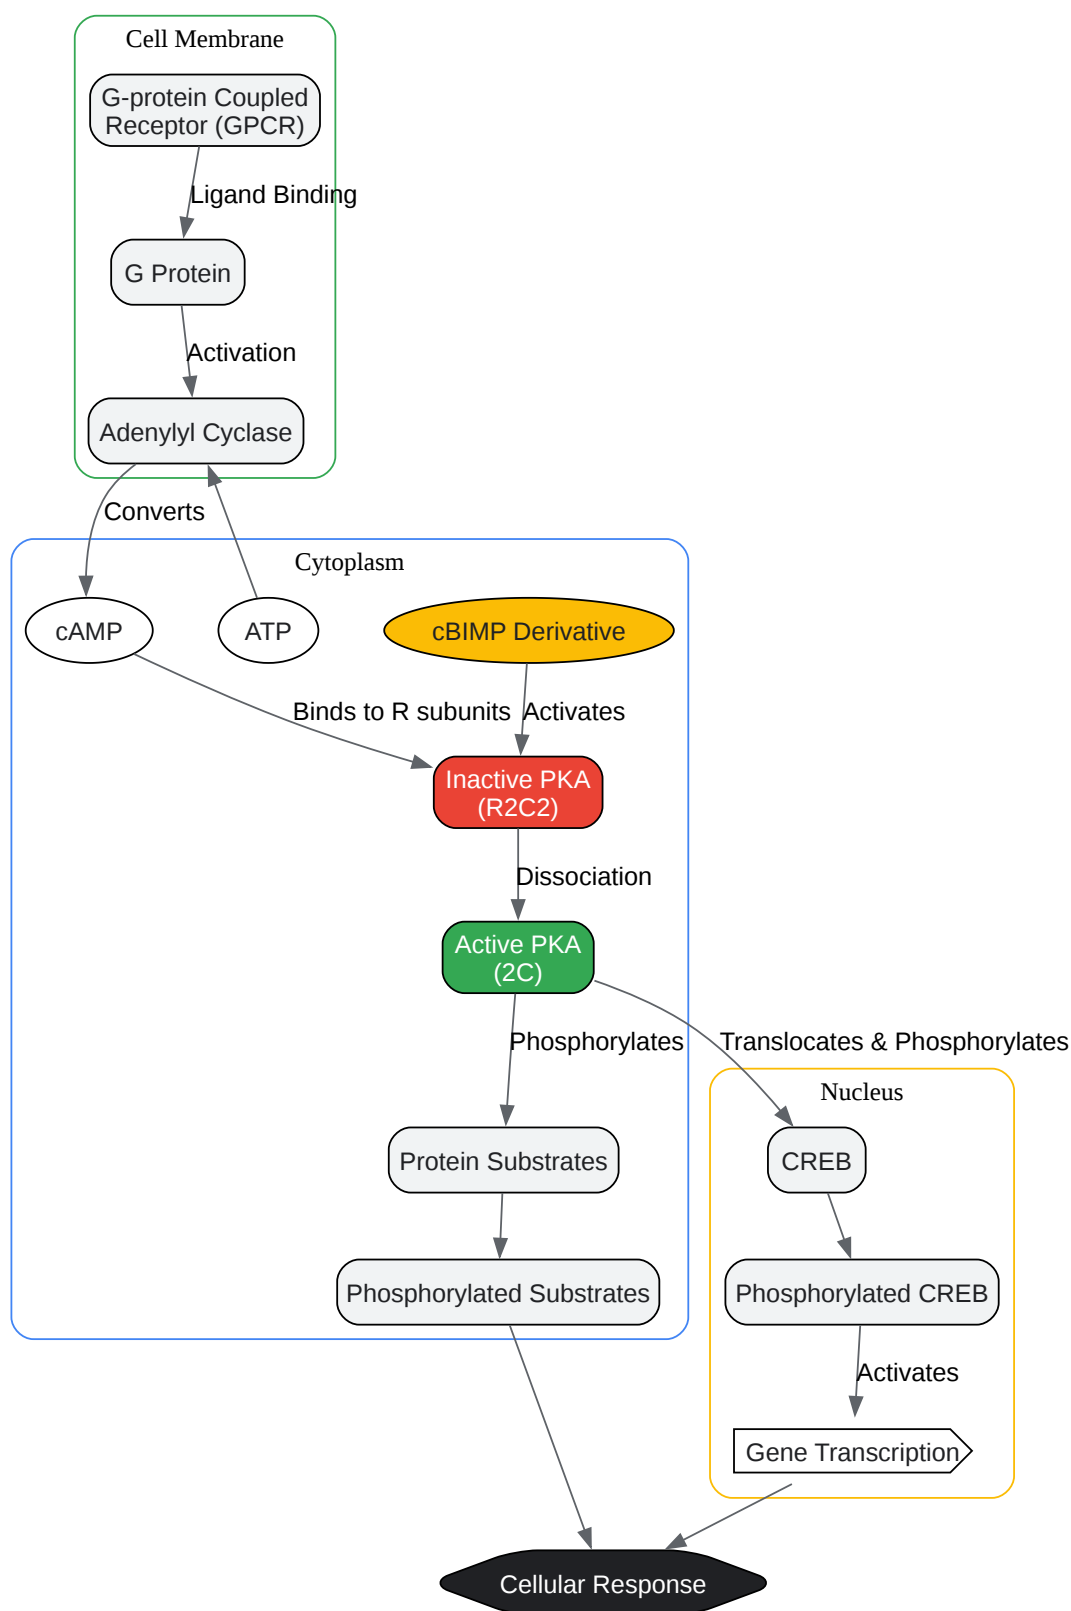 Cell Membrane
G-protein Coupled
Receptor (GPCR)
Ligand Binding
G Protein
Activation
Adenylyl Cyclase
Converts
Cytoplasm
cAMP
ATP
cBIMP Derivative
Binds to R subunits
Activates
Inactive PKA
(R2C2)
Dissociation
Active PKA
(2C)
Phosphorylates
Translocates & Phosphorylates
Nucleus
Protein Substrates
CREB
Phosphorylated Substrates
Phosphorylated CREB
Activates
Gene Transcription
Cellular Response